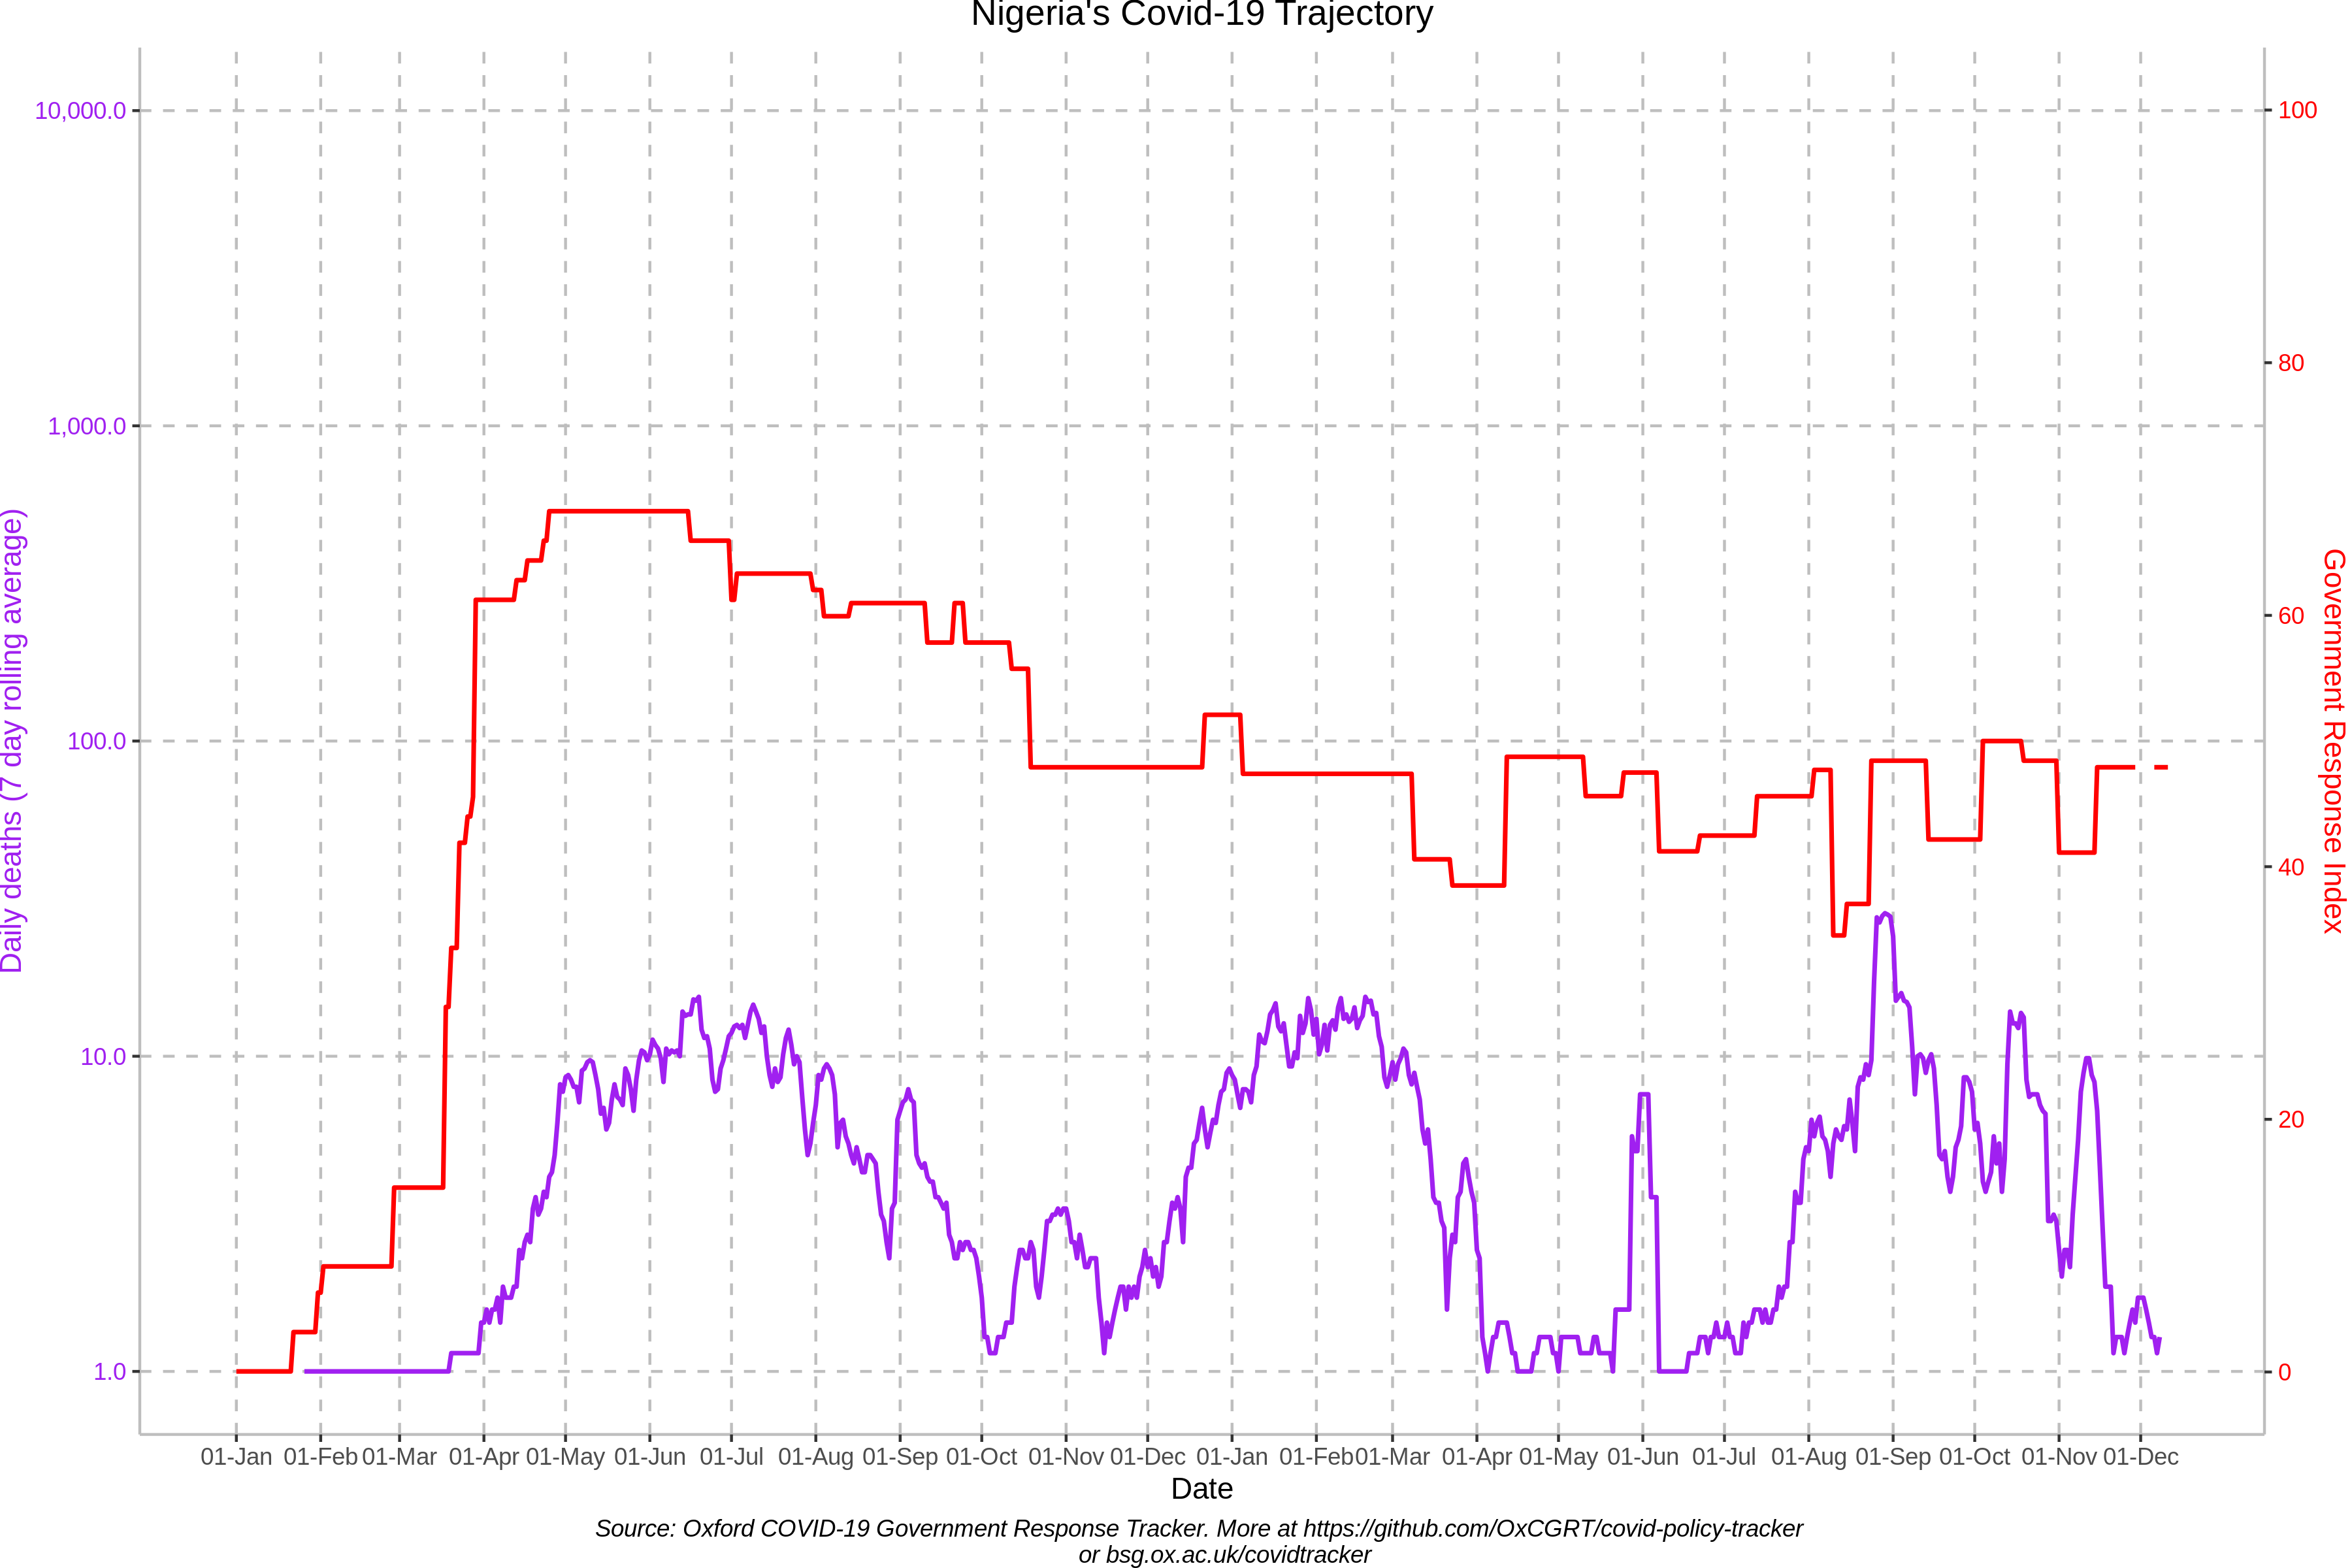 Nigeria's Covid-19 Trajectory
10,000.0
1,000.0
100.0
10.0
1.0
Daily deaths (7 day rolling average)
100
80
60
40
20
0
Government Response Index
01-Jan 01-Feb 01-Mar 01-Apr 01-May 01-Jun 01-Jul 01-Aug 01-Sep 01-Oct 01-Nov 01-Dec 01-Jan 01-Feb 01-Mar 01-Apr 01-May 01-Jun 01-Jul 01-Aug 01-Sep 01-Oct 01-Nov 01-Dec
Date
Source: Oxford COVID-19 Government Response Tracker. More at https://github.com/OxCGRT/covid-policy-tracker
or bsg.ox.ac.uk/covidtracker